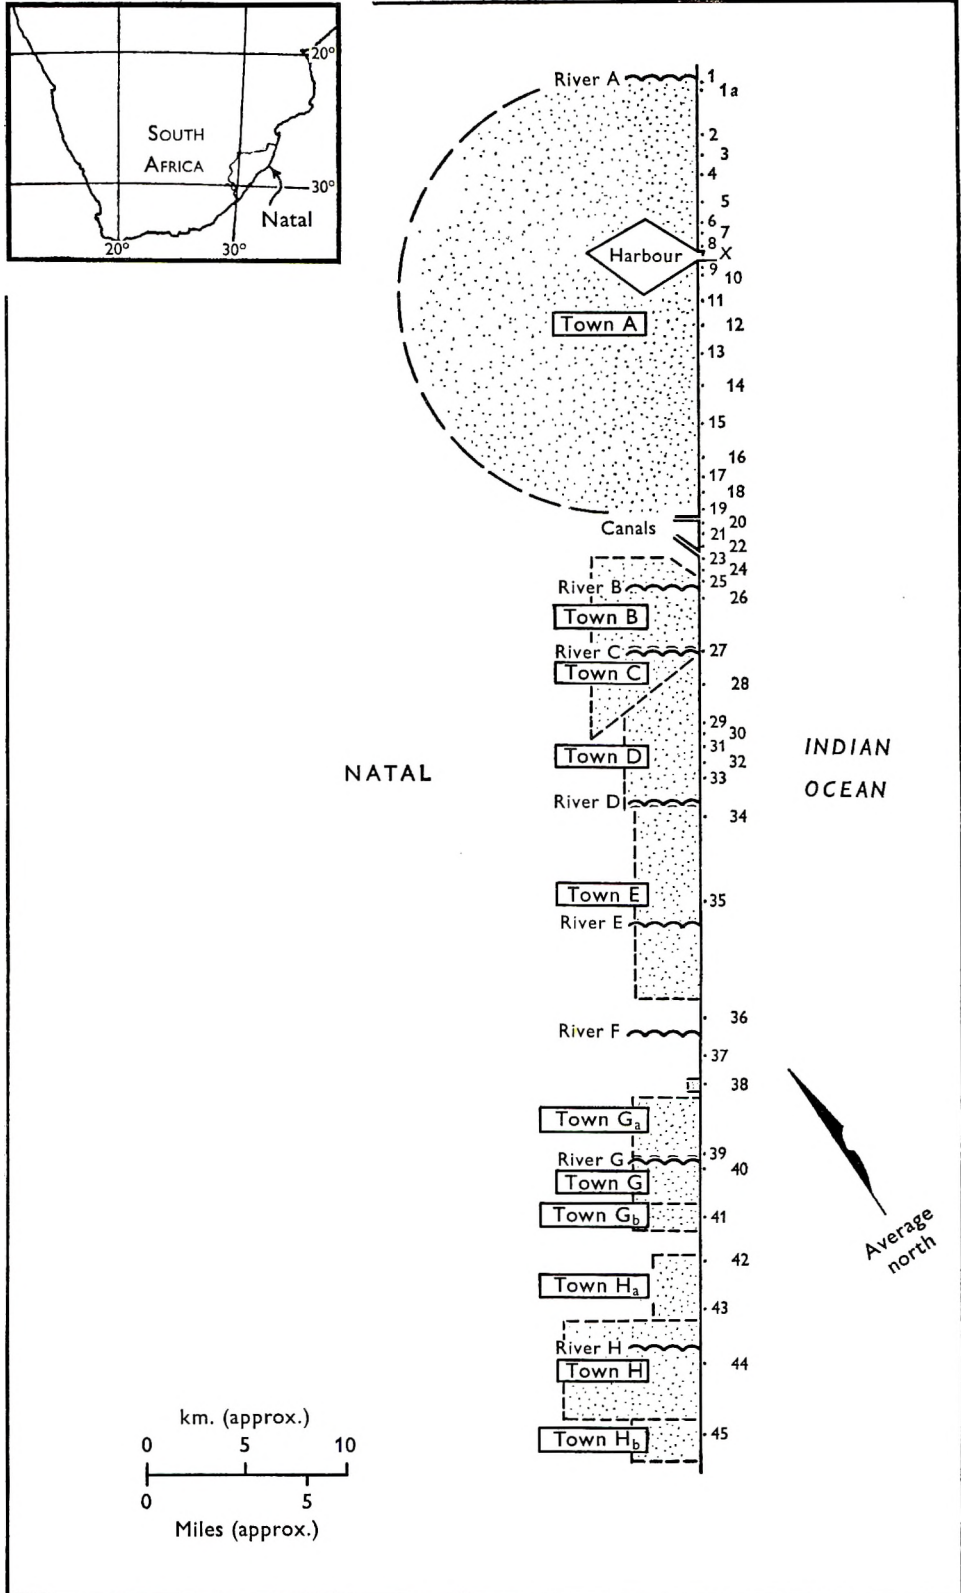 SOUTH
AFRICA
20°
30°
Natal
20°
30°
River A
1
1a
2
3
4
5
6
7
8
X
Harbour
9
10
11
Town A
12
13
14
15
16
17
18
19
Canals
20
21
22
23
24
25
River B
26
Town B
River C
27
Town C
28
29
30
31
Town D
32
33
River D
34
NATAL
INDIAN
OCEAN
Town E
35
River E
36
River F
37
38
Town Ga
39
River G
40
Town G
Town Gb
41
Average
north
42
Town Ha
43
River H
44
Town H
Town Hb
45
km. (approx.)
0 5 10
0 5
Miles (approx.)